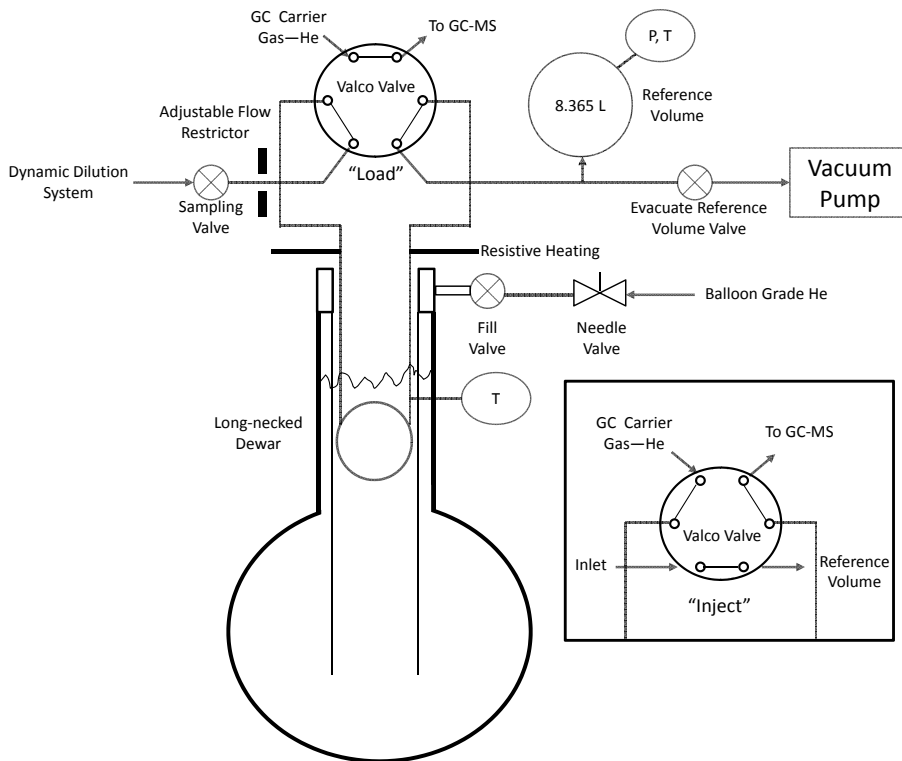 GC Carrier
Gas—He
To GC-MS
P, T
Valco Valve
8.365 L
Reference
Volume
Adjustable Flow
Restrictor
"Load"
Dynamic Dilution
System
Sampling
Valve
Evacuate Reference
Volume Valve
Vacuum
Pump
Resistive Heating
Balloon Grade He
Fill
Valve
Needle
Valve
T
Long-necked
Dewar
GC Carrier
Gas—He
To GC-MS
Valco Valve
Inlet
Reference
Volume
"Inject"